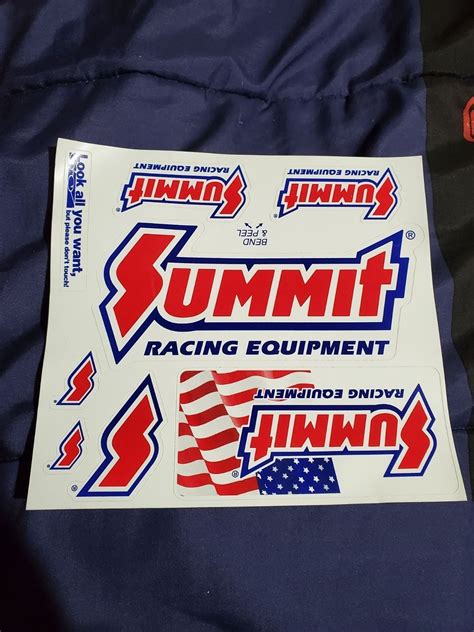 Look all you want,
but please don't touch!
SUMMIT
RACING EQUIPMENT
®
SUMMIT
RACING EQUIPMENT
®
BEND
& PEEL
SUMMIT
®
RACING EQUIPMENT
SUMMIT
RACING EQUIPMENT
®
S
S
S
®